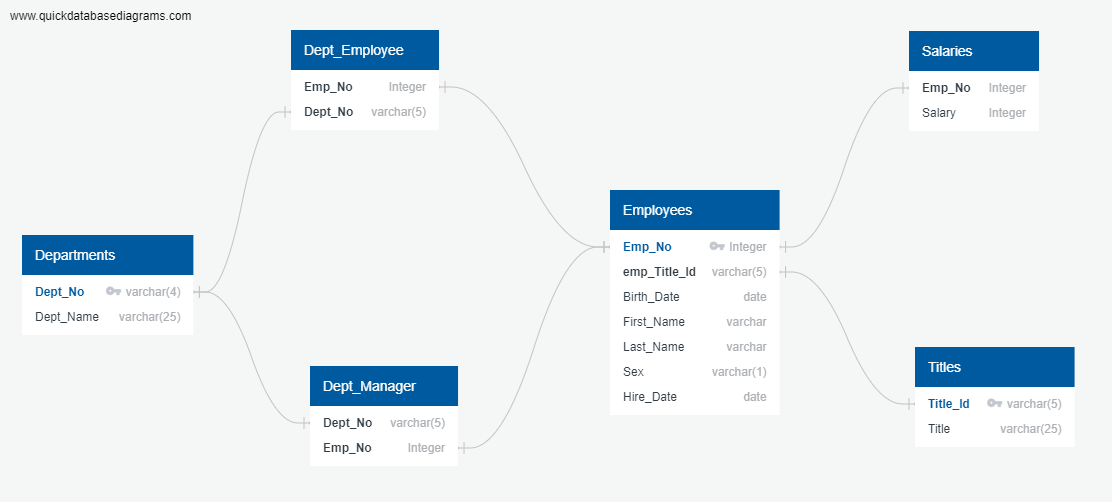 www.quickdatabasediagrams.com
Dept_Employee
Emp_No Integer
Dept_No varchar(5)
Salaries
Emp_No Integer
Salary Integer
Employees
Emp_No Integer
emp_Title_Id varchar(5)
Birth_Date date
First_Name varchar
Last_Name varchar
Sex varchar(1)
Hire_Date date
Departments
Dept_No varchar(4)
Dept_Name varchar(25)
Dept_Manager
Dept_No varchar(5)
Emp_No Integer
Titles
Title_Id varchar(5)
Title varchar(25)